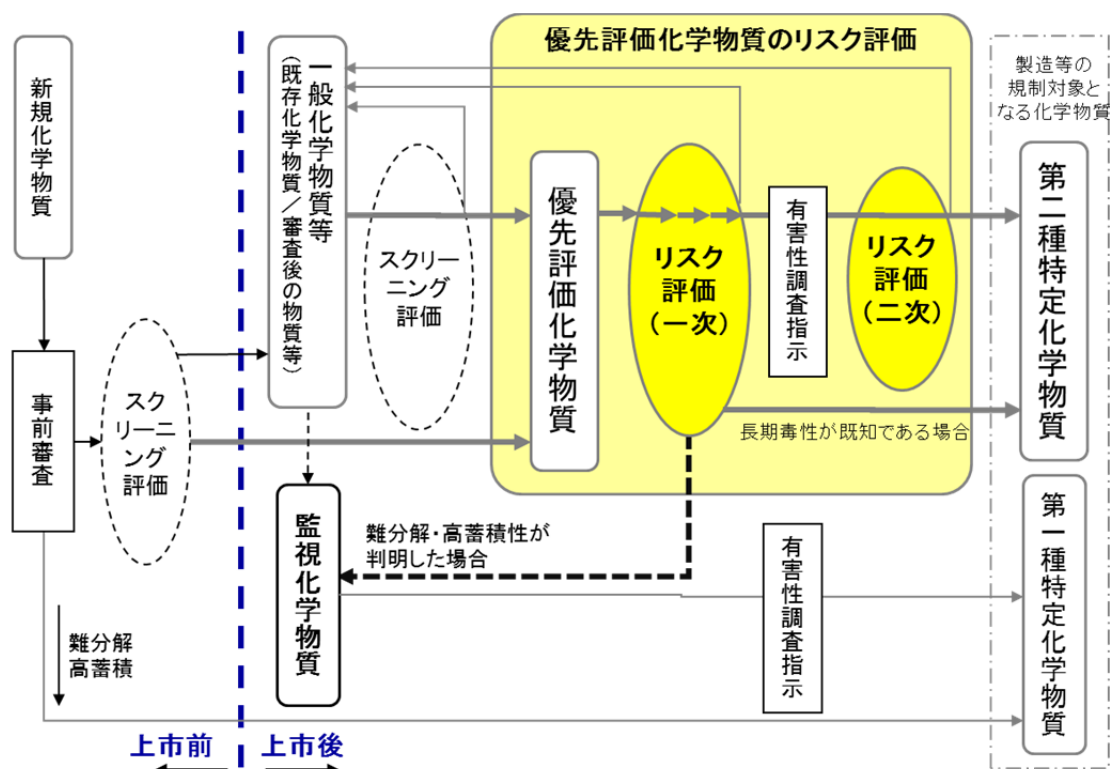 新規化学物質
事前審査
難分解
高蓄積
スク
リーニ
ング
評価
上市前
上市後
一般化学物質等
(既存化学物質／審査後の物質等)
スクリー
ニング
評価
監視化学物質
優先評価化学物質のリスク評価
優先評価化学物質
リスク
評価
(一次)
有害性調査指示
リスク
評価
(二次)
長期毒性が既知である場合
難分解・高蓄積性が
判明した場合
有害性調査指示
製造等の
規制対象と
なる化学物質
第二種特定化学物質
第一種特定化学物質